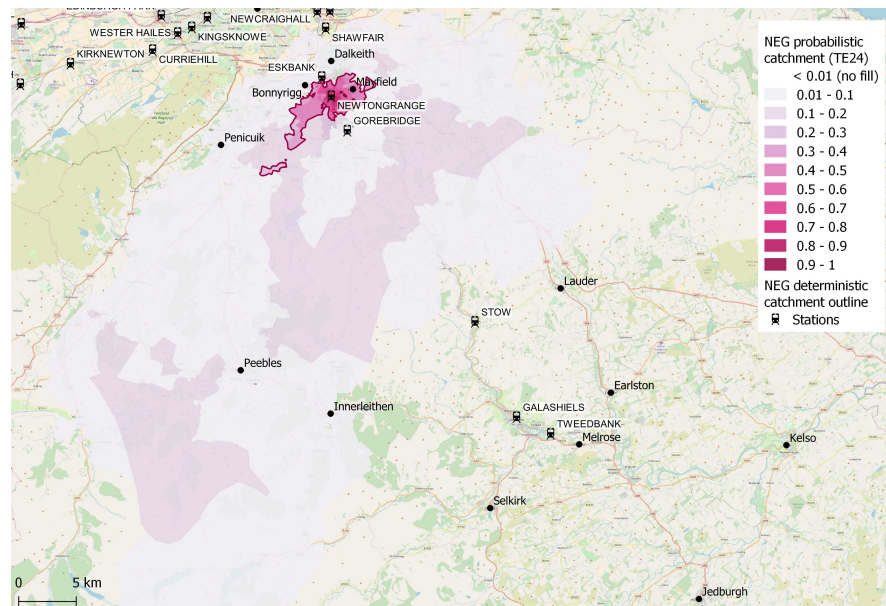 NEWCRAIGHALL
WESTER HAILES
KINGSKNOWE
SHAWFAIR
KIRKNEWTON
CURRIEHILL
Dalkeith
ESKBANK
Mayfield
Bonnyrigg
NEWTONGRANGE
GOREBRIDGE
Penicuik
Lauder
STOW
Peebles
Earlston
Innerleithen
GALASHIELS
TWEEDBANK
Melrose
Kelso
Selkirk
Jedburgh
0 5 km
NEG probabilistic
catchment (TE24)
< 0.01 (no fill)
0.01 - 0.1
0.1 - 0.2
0.2 - 0.3
0.3 - 0.4
0.4 - 0.5
0.5 - 0.6
0.6 - 0.7
0.7 - 0.8
0.8 - 0.9
0.9 - 1
NEG deterministic
catchment outline
Stations